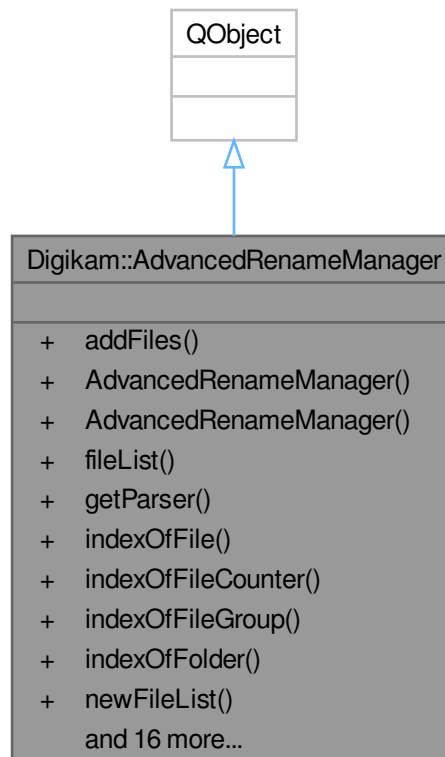 QObject
Digikam::AdvancedRenameManager
+ addFiles()
+ AdvancedRenameManager()
+ AdvancedRenameManager()
+ fileList()
+ getParser()
+ indexOfFile()
+ indexOfFileCounter()
+ indexOfFileGroup()
+ indexOfFolder()
+ newFileList()
and 16 more...